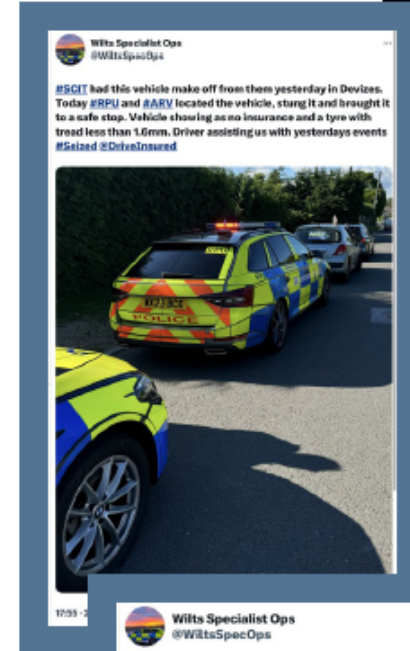 Wilts Specialist Ops
@WiltsSpecOps
#SCIT had this vehicle make off from them yesterday in Devizes.
Today #RPU and #ARV located the vehicle, stung it and brought it
to a safe stop. Vehicle showing as no insurance and a tyre with
tread less than 1.6mm. Driver assisting us with yesterdays events
#Seized @DriveInsured
POLICE
17:55
Wilts Specialist Ops
@WiltsSpecOps